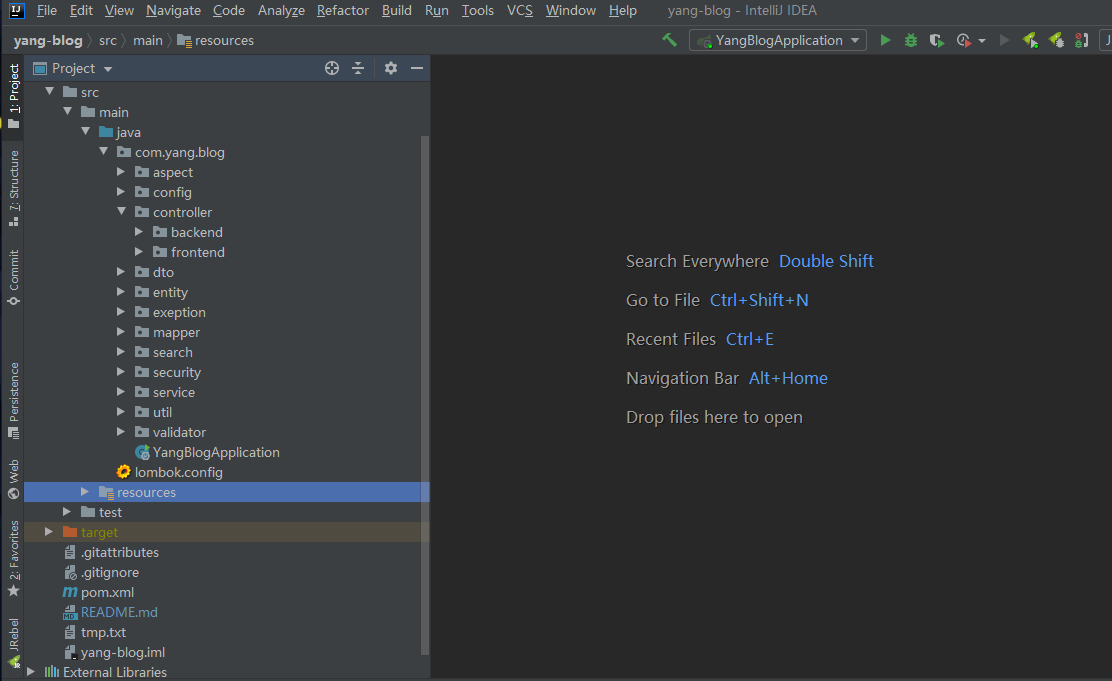 IJ File Edit View Navigate Code Analyze Refactor Build Run Tools VCS Window Help yang-blog - IntelliJ IDEA
yang-blog src main resources YangBlogApplication J
Project
src
main
java
com.yang.blog
aspect
config
controller
backend
frontend
dto
entity
exeption
mapper
search
security
service
util
validator
YangBlogApplication
lombok.config
resources
test
target
.gitattributes
.gitignore
m pom.xml
MD README.md
tmp.txt
yang-blog.iml
External Libraries
1: Project
7: Structure
Commit
Persistence
Web
2: Favorites
JRebel
Search Everywhere Double Shift
Go to File Ctrl+Shift+N
Recent Files Ctrl+E
Navigation Bar Alt+Home
Drop files here to open